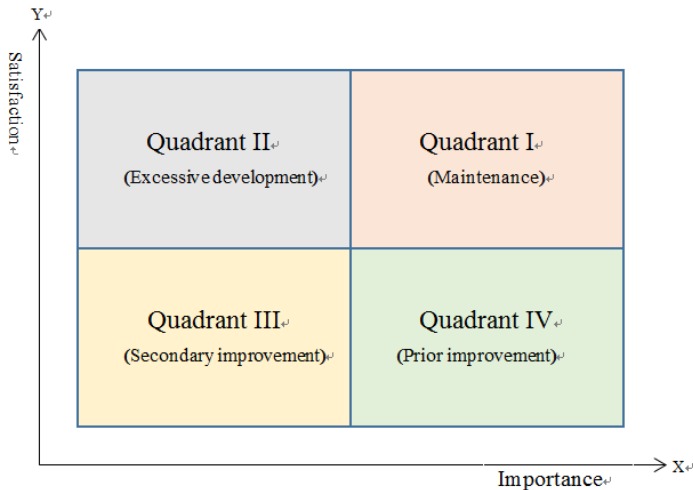 Y
Satisfaction
Quadrant II
(Excessive development)
Quadrant I
(Maintenance)
Quadrant III
(Secondary improvement)
Quadrant IV
(Prior improvement)
X
Importance